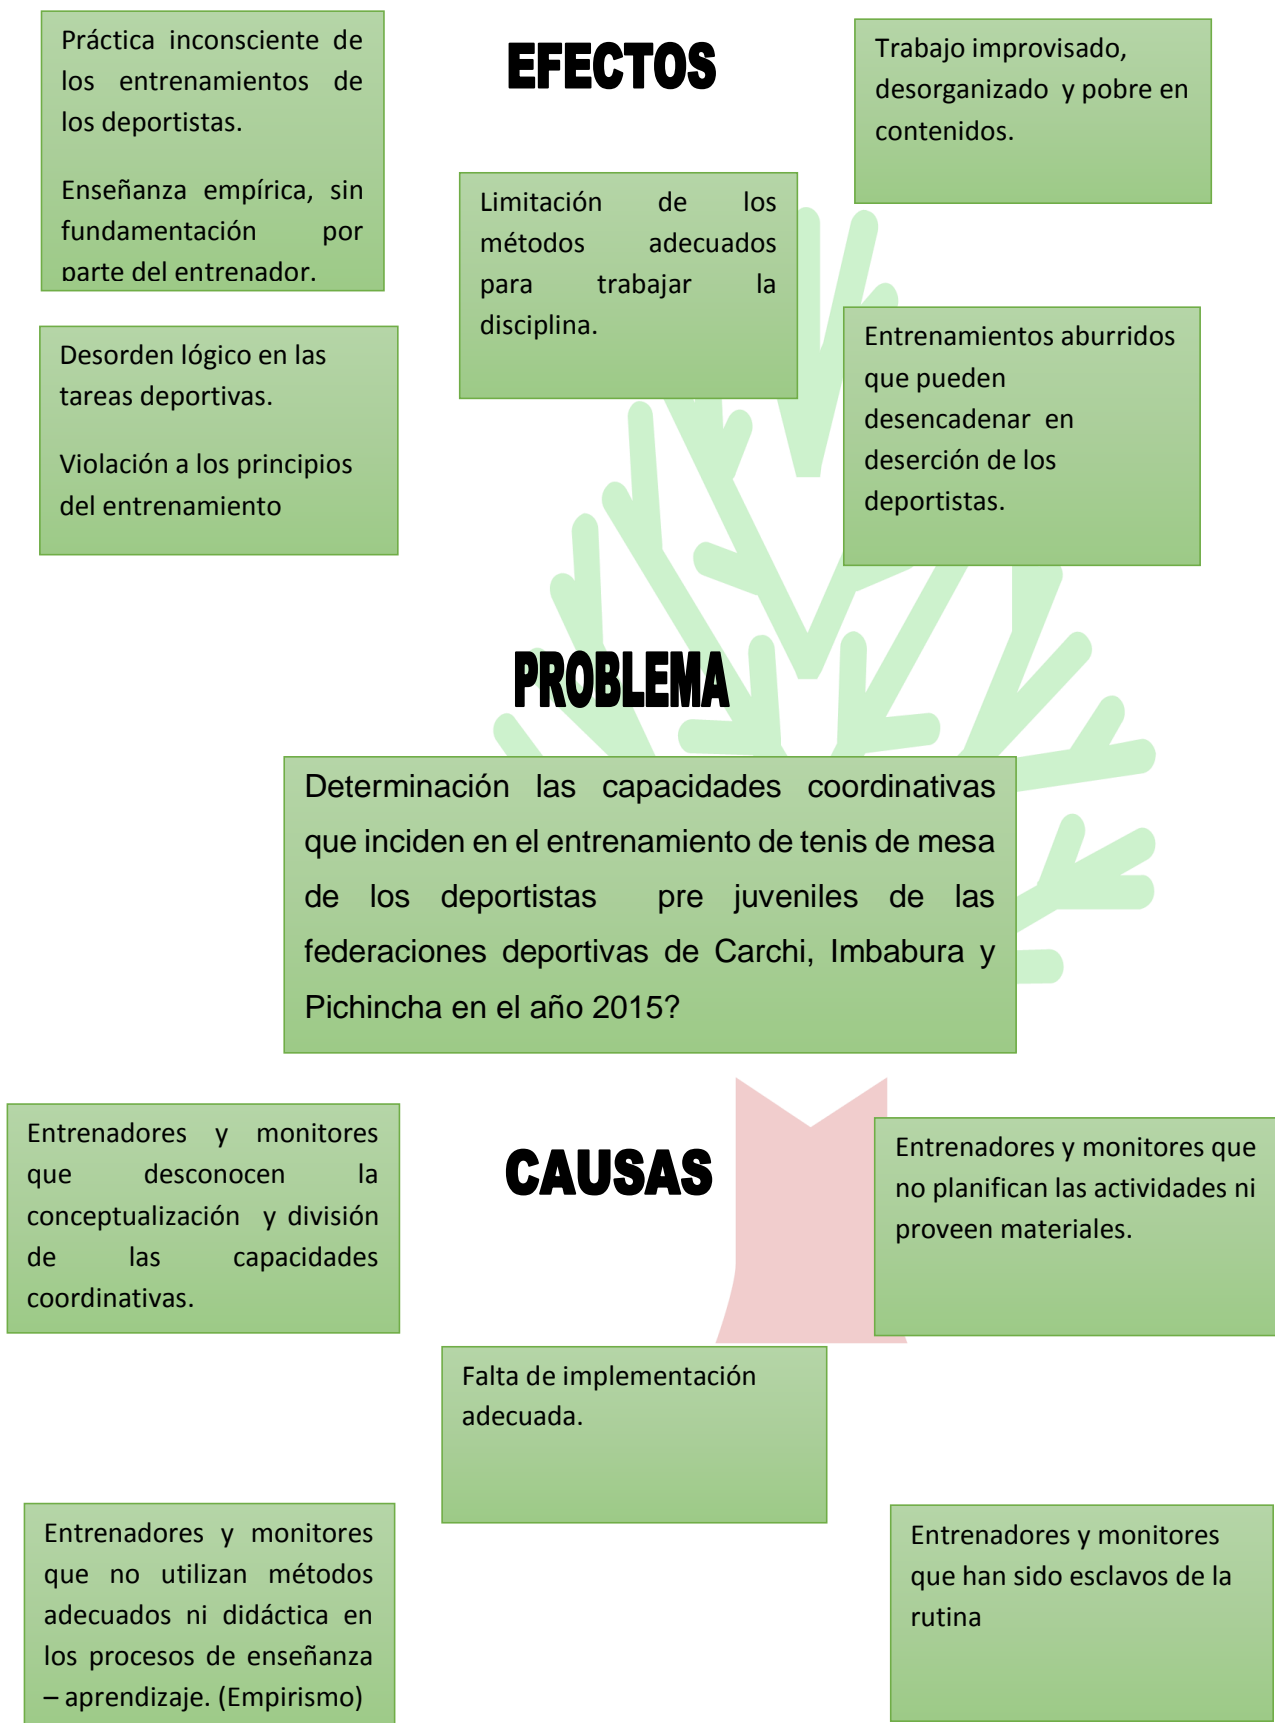 EFECTOS
Práctica inconsciente de
los entrenamientos de
los deportistas.
Enseñanza empírica, sin
fundamentación por
parte del entrenador.
Trabajo improvisado,
desorganizado y pobre en
contenidos.
Limitación de los
métodos adecuados
para trabajar la
disciplina.
Desorden lógico en las
tareas deportivas.
Violación a los principios
del entrenamiento
Entrenamientos aburridos
que pueden
desencadenar en
deserción de los
deportistas.
PROBLEMA
Determinación las capacidades coordinativas
que inciden en el entrenamiento de tenis de mesa
de los deportistas pre juveniles de las
federaciones deportivas de Carchi, Imbabura y
Pichincha en el año 2015?
CAUSAS
Entrenadores y monitores
que desconocen la
conceptualización y división
de las capacidades
coordinativas.
Entrenadores y monitores que
no planifican las actividades ni
proveen materiales.
Falta de implementación
adecuada.
Entrenadores y monitores
que no utilizan métodos
adecuados ni didáctica en
los procesos de enseñanza
– aprendizaje. (Empirismo)
Entrenadores y monitores
que han sido esclavos de la
rutina